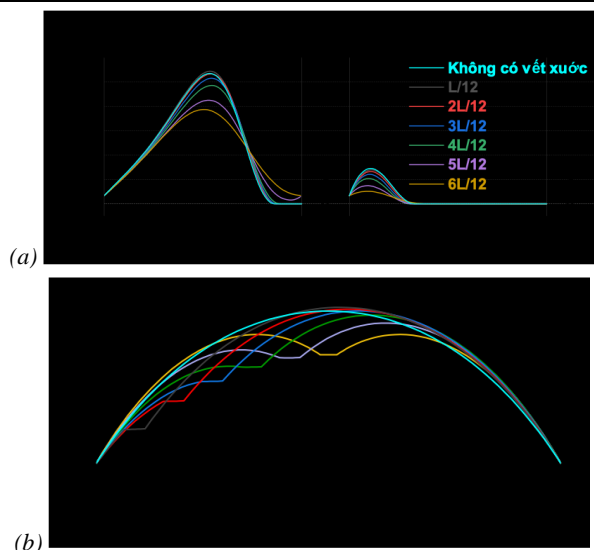 Không có vết xước
L/12
2L/12
3L/12
4L/12
5L/12
6L/12
(a)
(b)